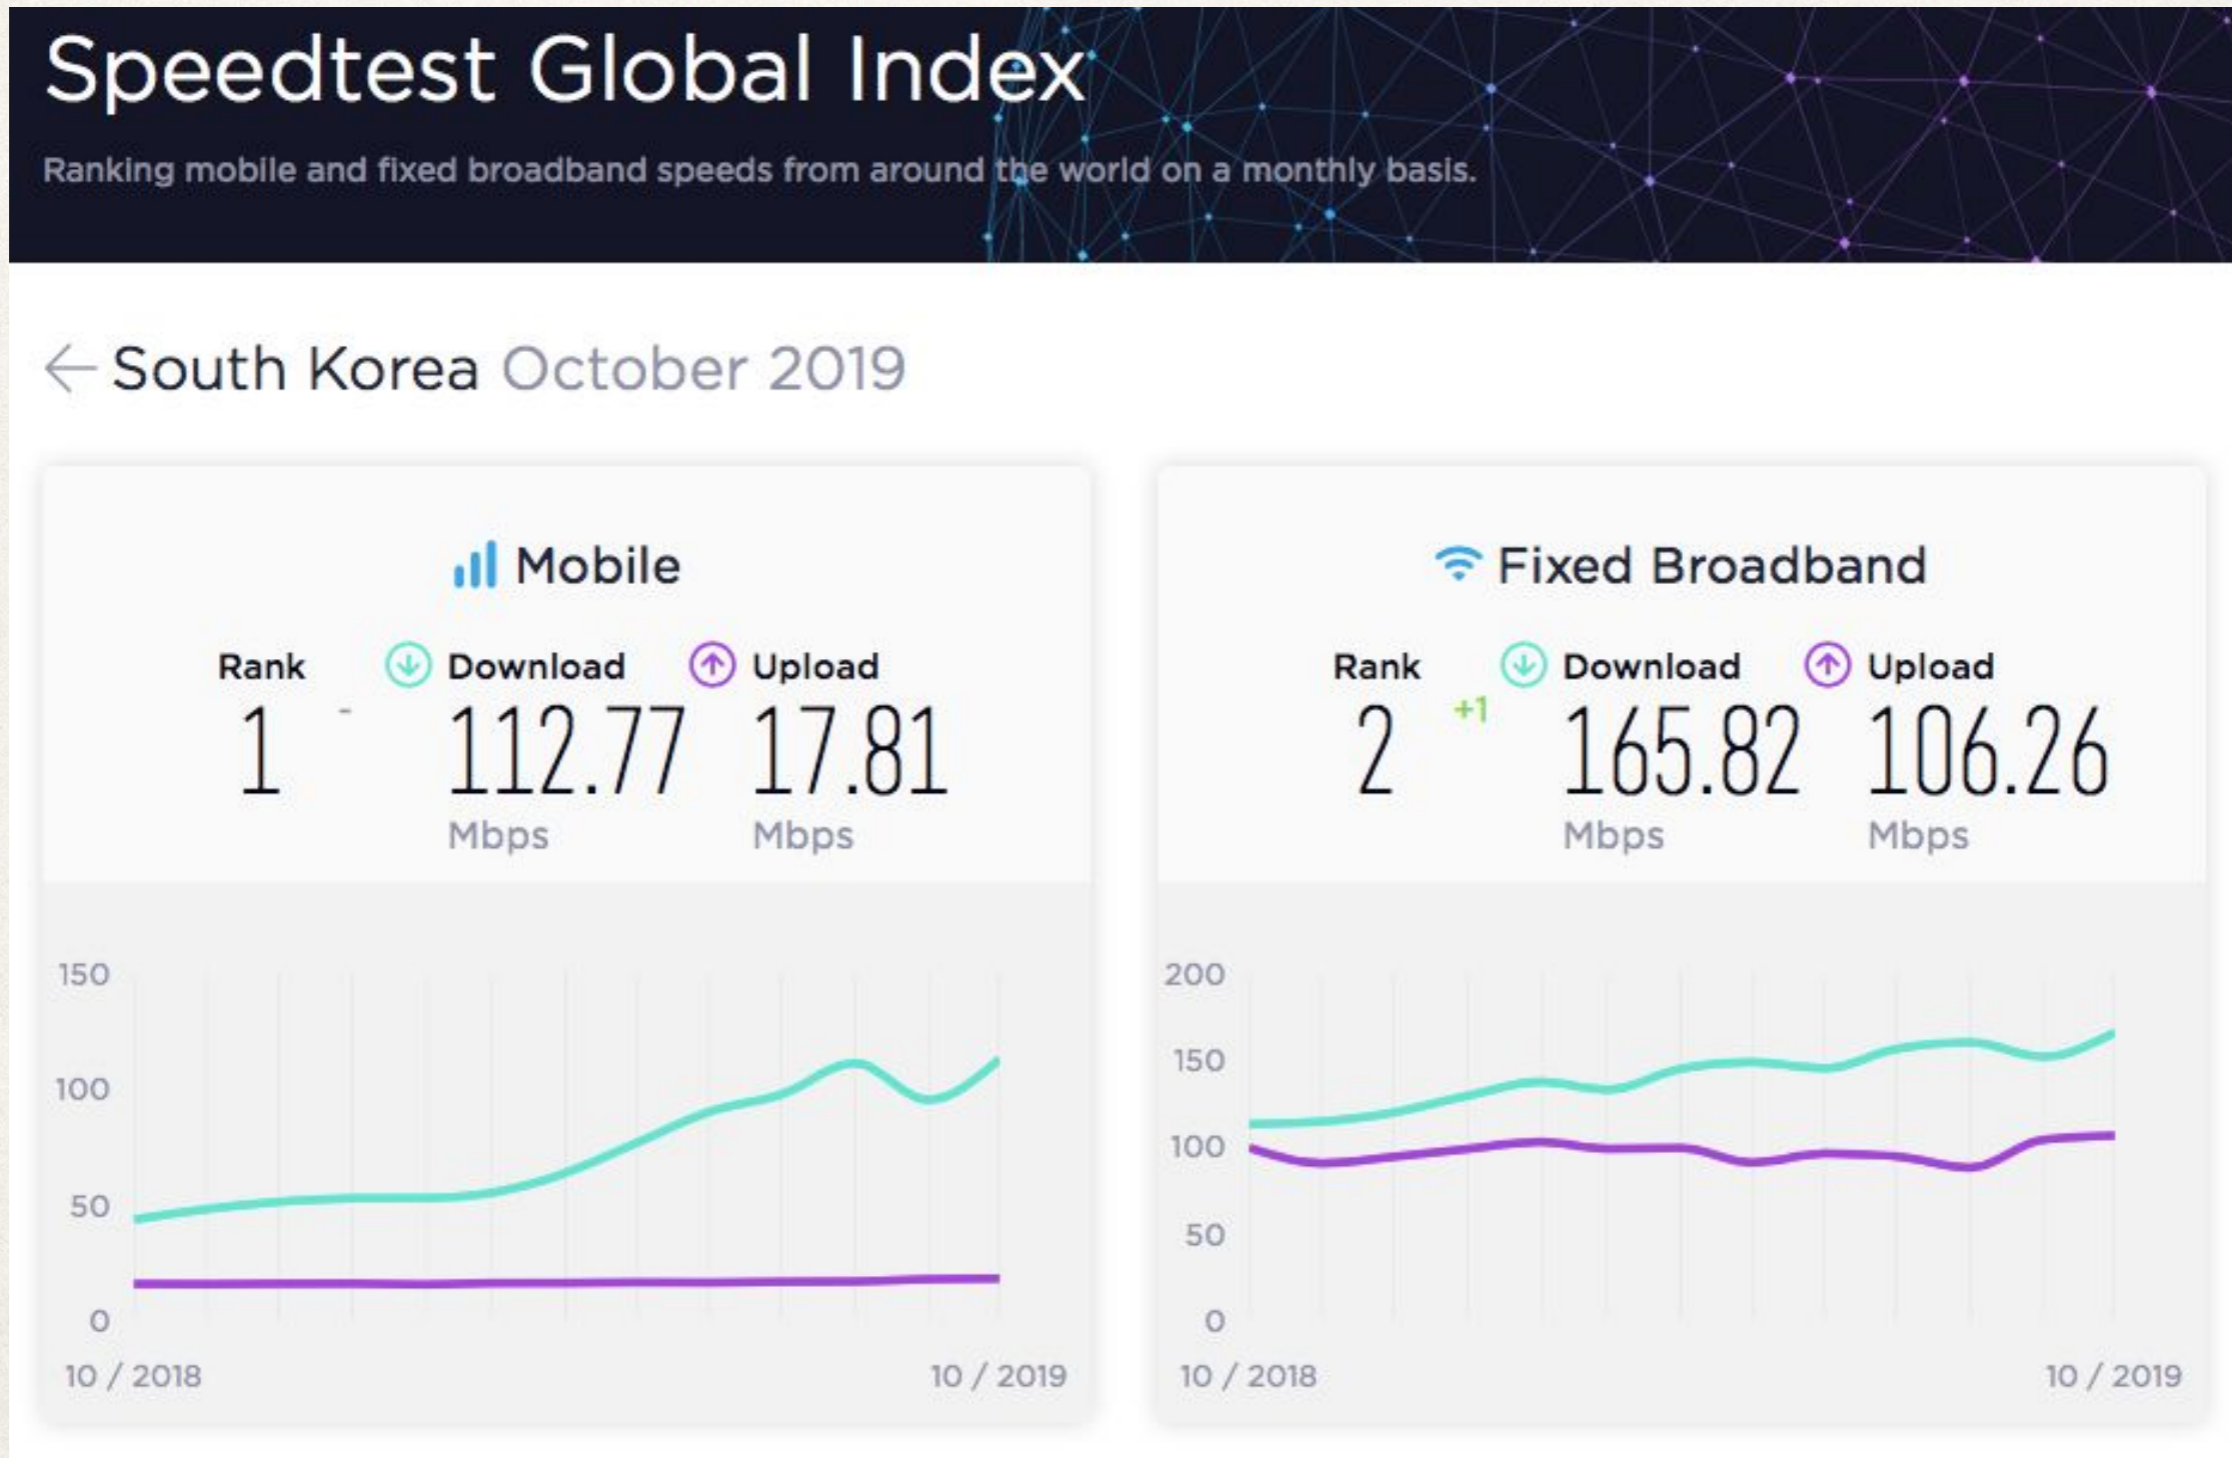 Speedtest Global Index
Ranking mobile and fixed broadband speeds from around the world on a monthly basis.
← South Korea October 2019
Mobile
Rank Download Upload
1 - 112.77 17.81
Mbps Mbps
150
100
50
0
10 / 2018 10 / 2019
Fixed Broadband
Rank Download Upload
2 +1 165.82 106.26
Mbps Mbps
200
150
100
50
0
10 / 2018 10 / 2019